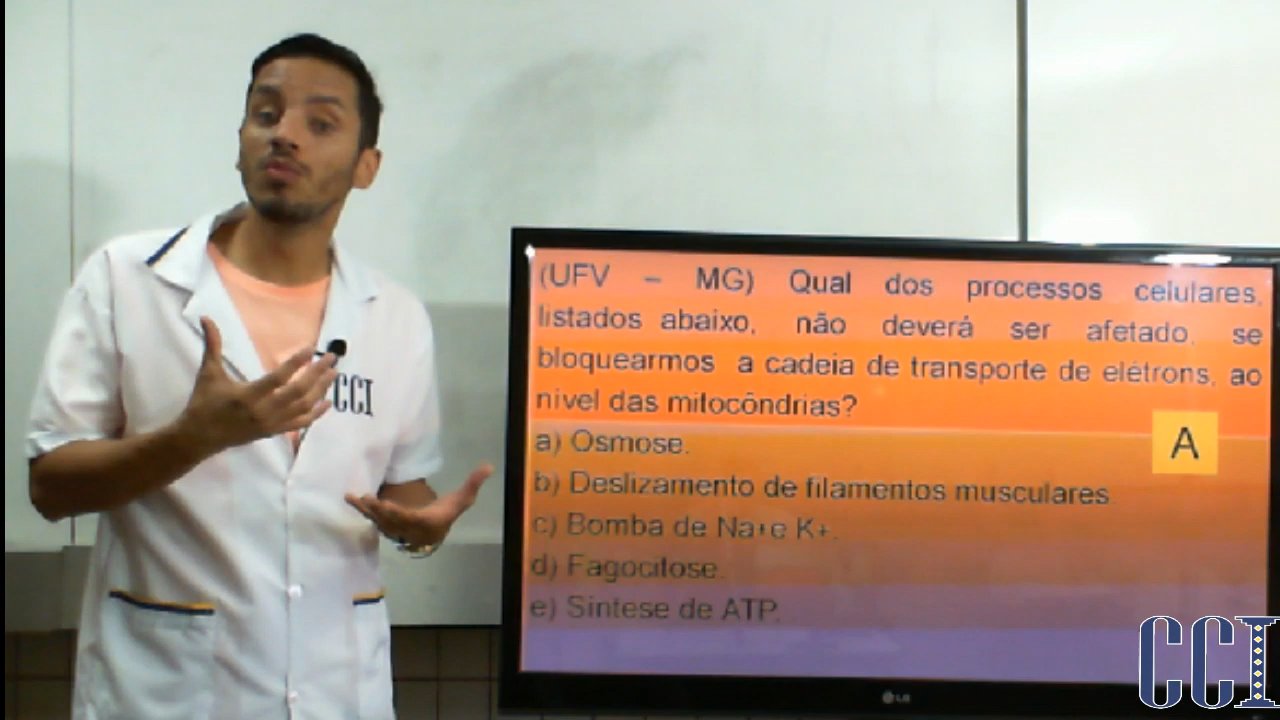 (UFV – MG) Qual dos processos celulares,
listados abaixo, não deverá ser afetado, se
bloquearmos a cadeia de transporte de elétrons, ao
nível das mitocôndrias?
a) Osmose.
A
b) Deslizamento de filamentos musculares.
c) Bomba de Na+e K+.
d) Fagocitose.
e) Síntese de ATP.
CCI
LG
CCI